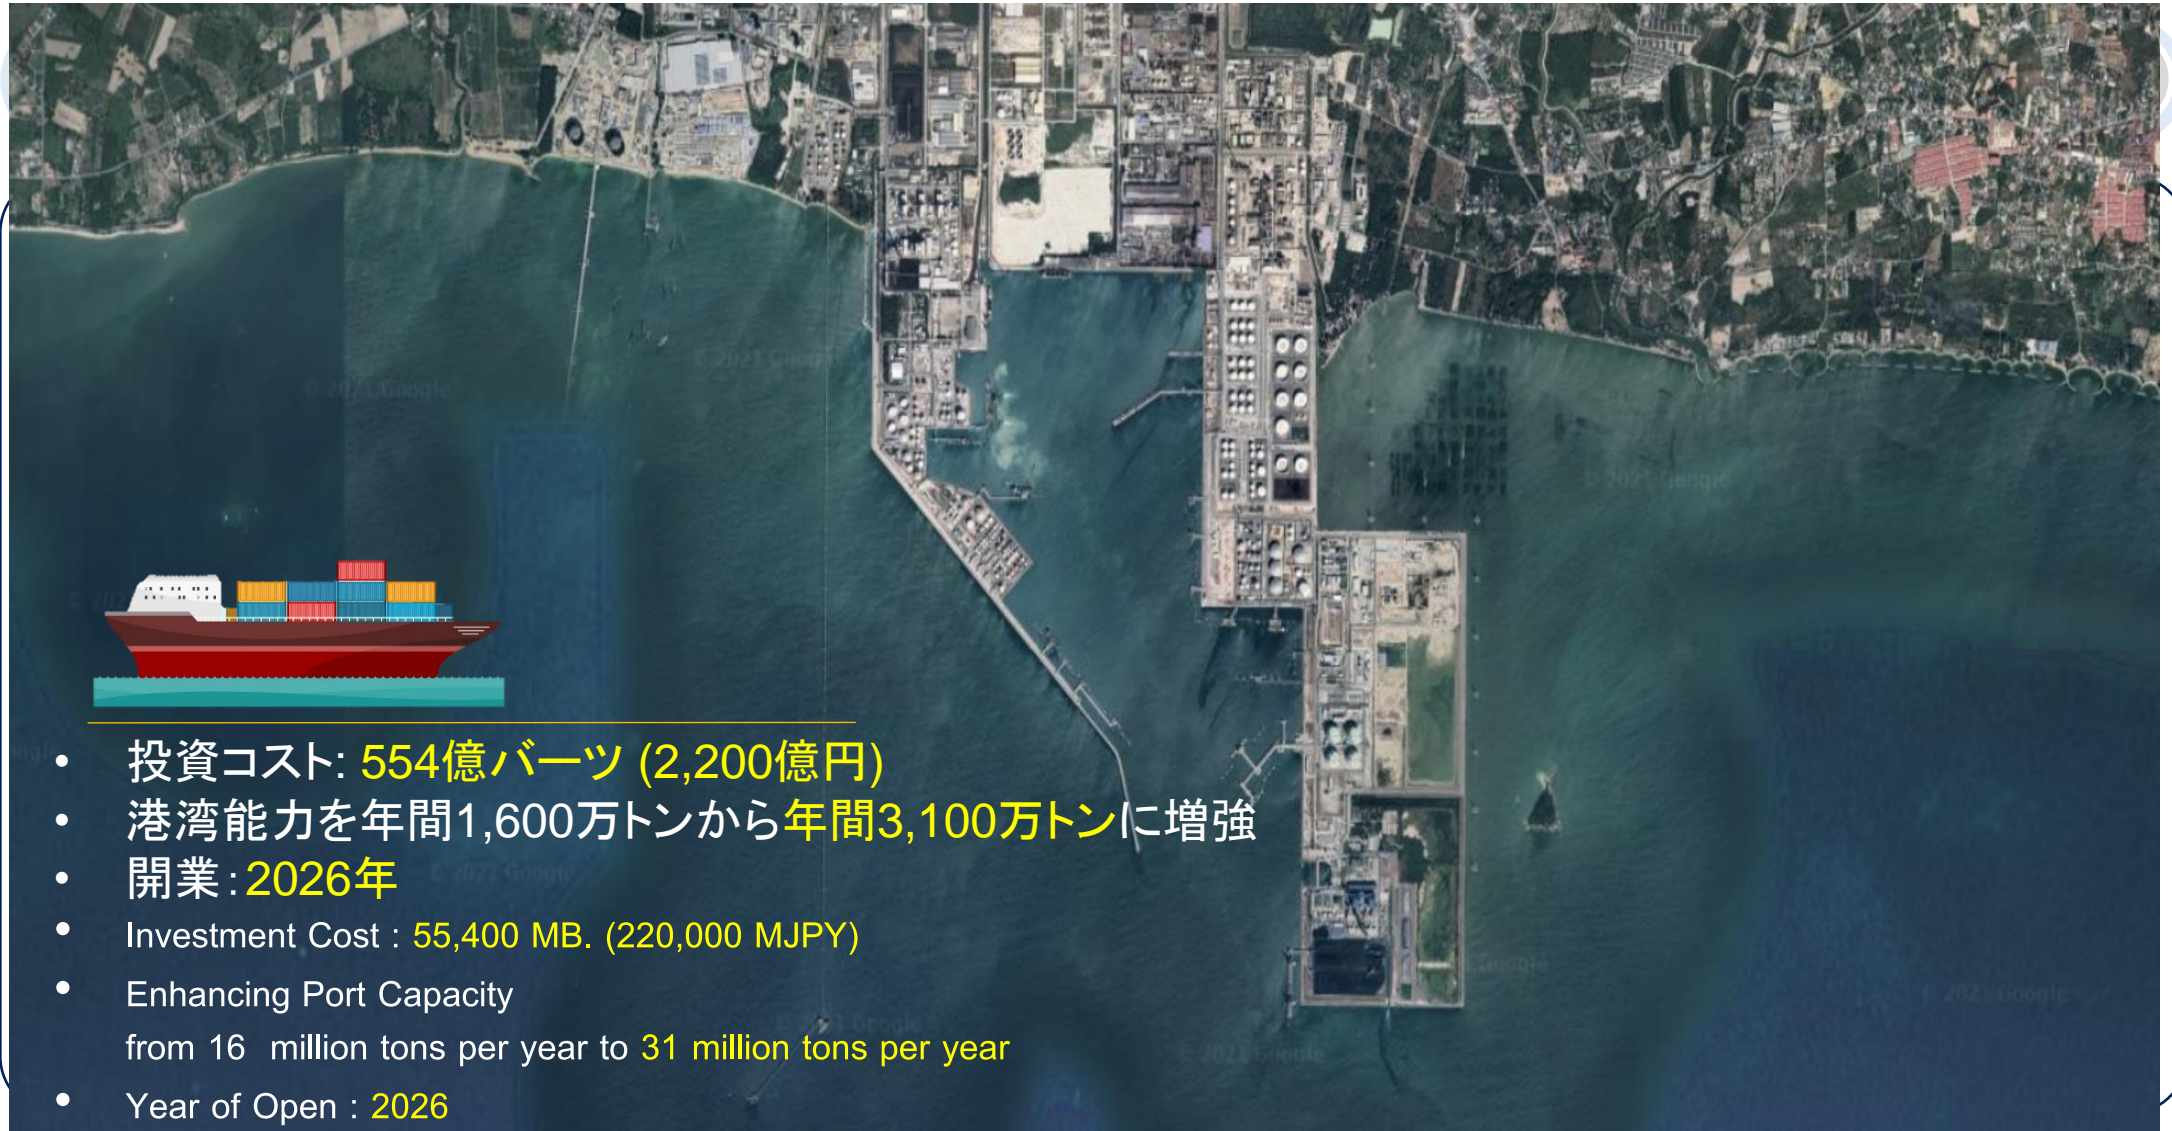 • 投資コスト: 554億バーツ (2,200億円)
• 港湾能力を年間1,600万トンから年間3,100万トンに増強
• 開業:2026年
• Investment Cost : 55,400 MB. (220,000 MJPY)
• Enhancing Port Capacity
from 16 million tons per year to 31 million tons per year
• Year of Open : 2026
© 2021 Google